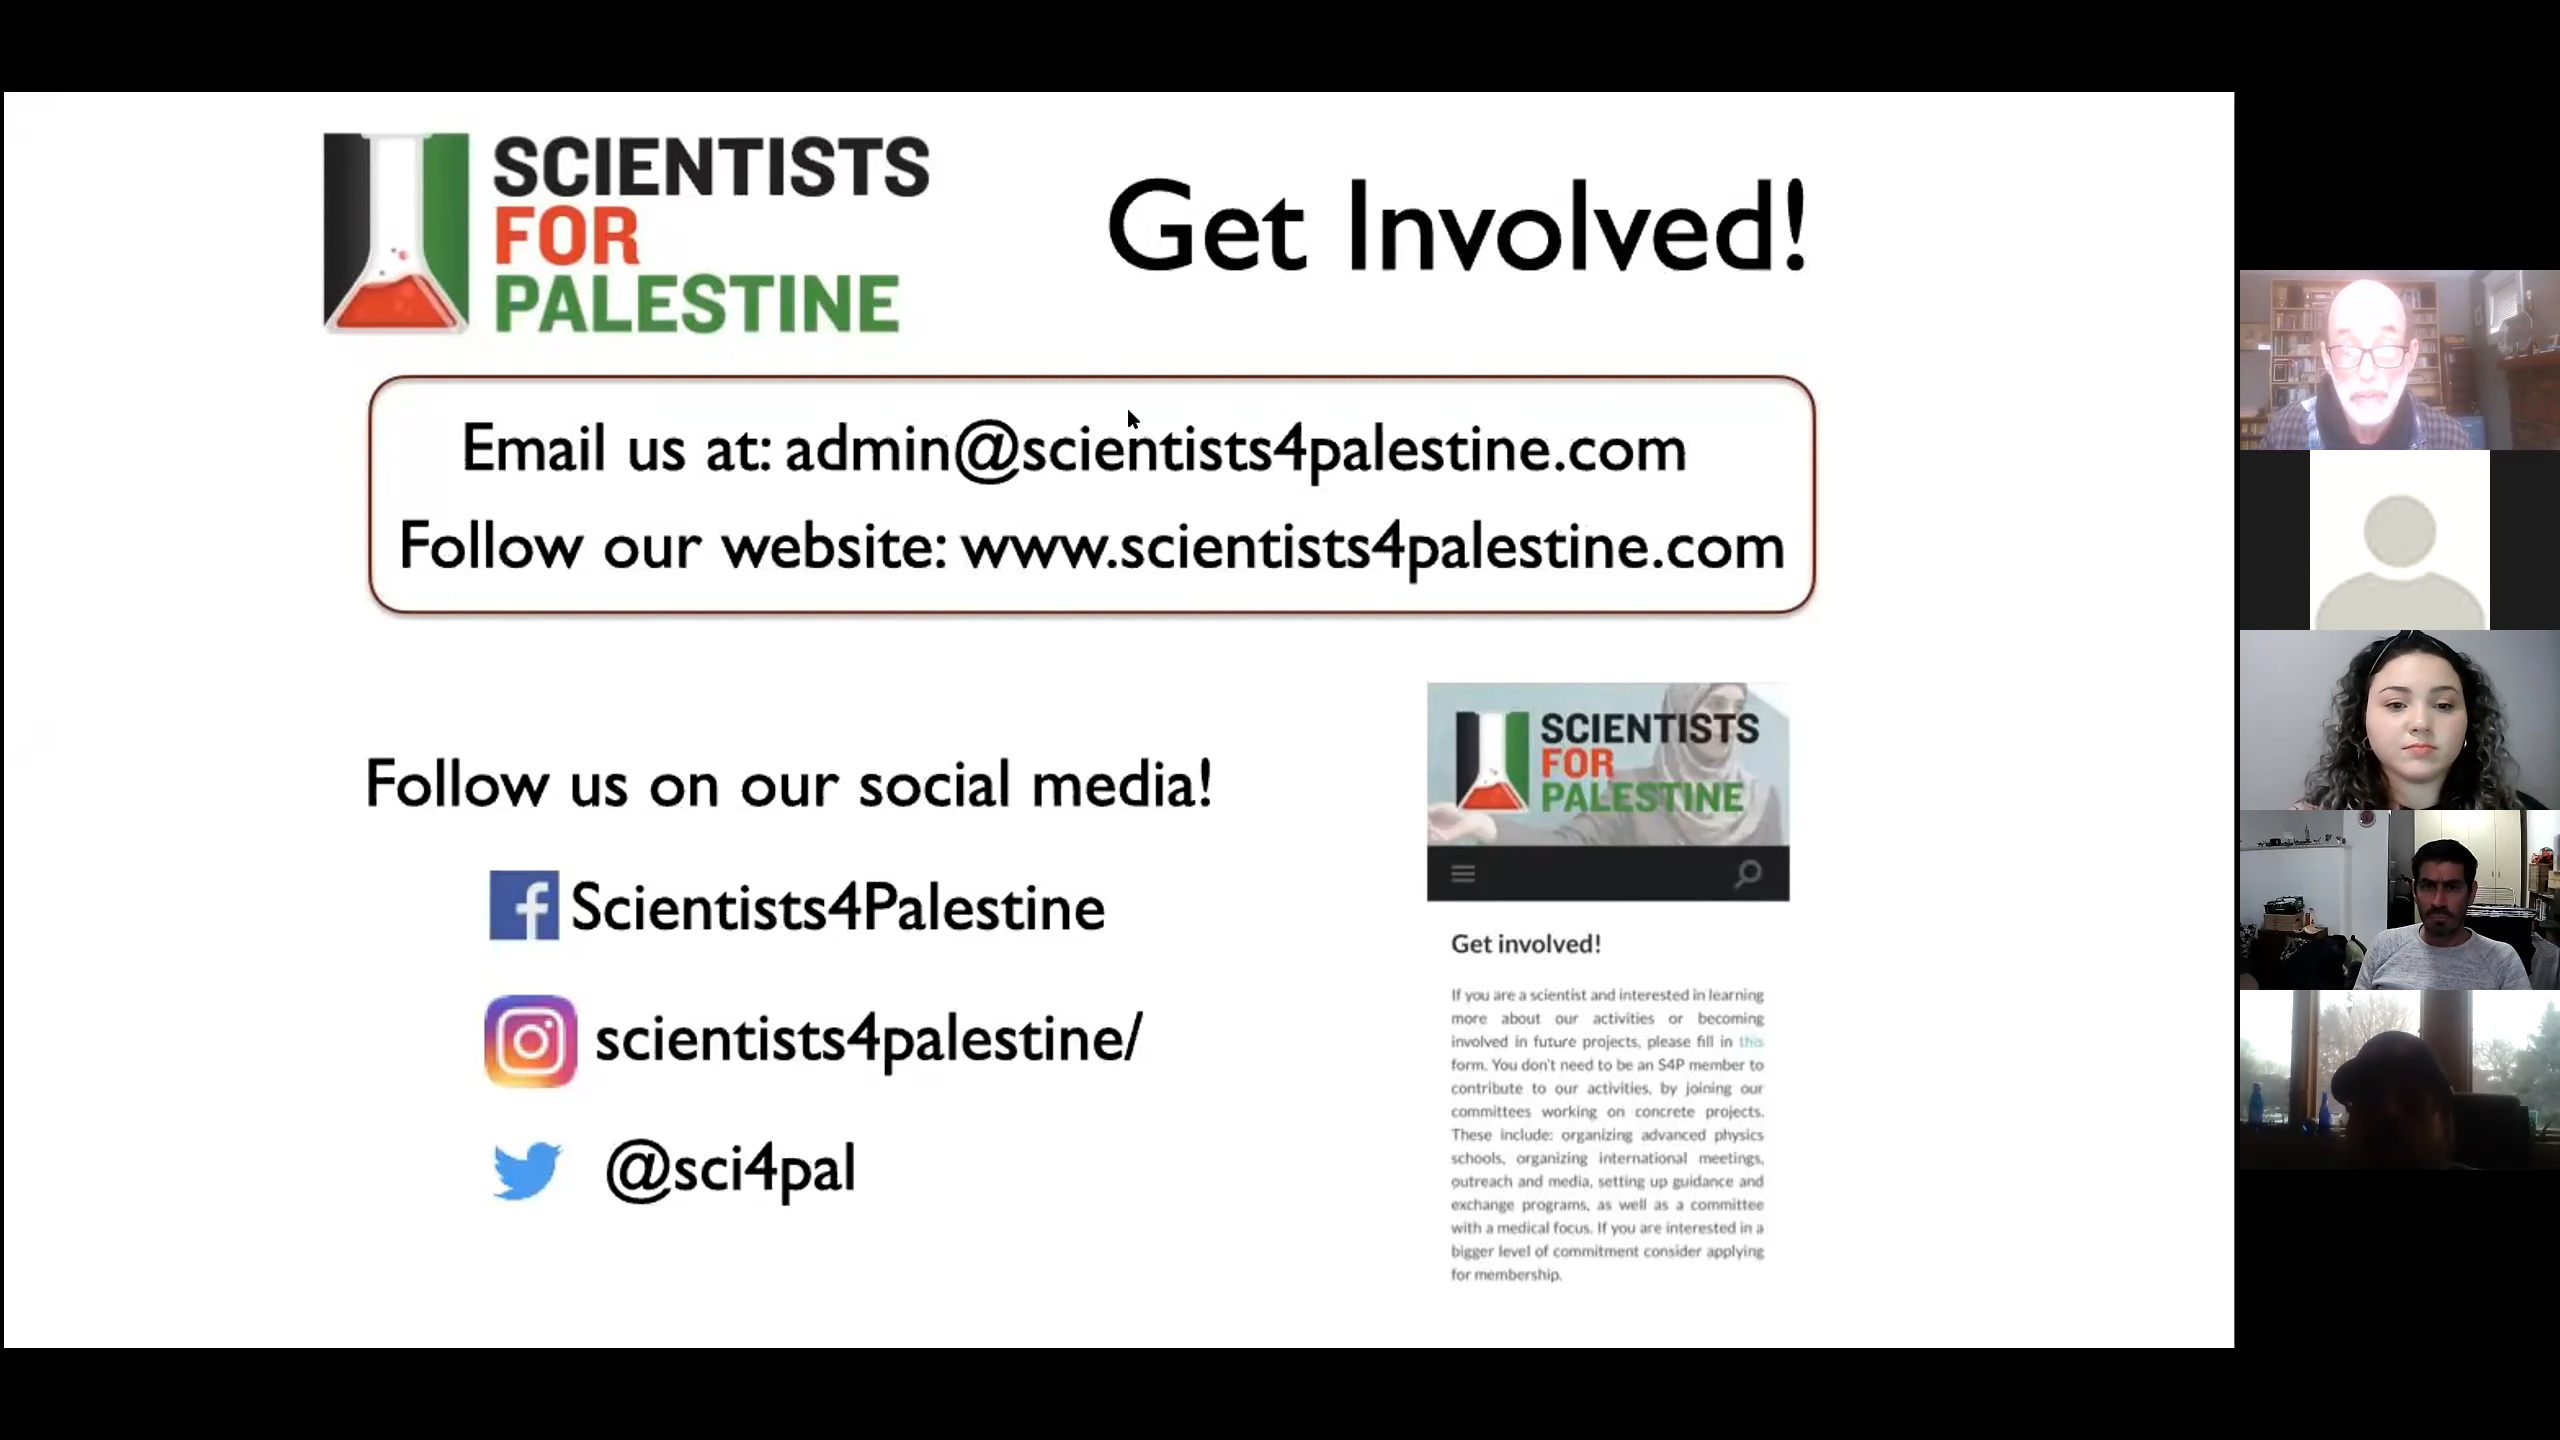 SCIENTISTS
FOR
PALESTINE
Get Involved!
Email us at: admin@scientists4palestine.com
Follow our website: www.scientists4palestine.com
Follow us on our social media!
Scientists4Palestine
scientists4palestine/
@sci4pal
SCIENTISTS
FOR
PALESTINE
Get involved!
If you are a scientist and interested in learning
more about our activities or becoming
involved in future projects, please fill in this
form. You don't need to be an S4P member to
contribute to our activities, by joining our
committees working on concrete projects.
These include: organizing advanced physics
schools, organizing international meetings,
outreach and media, setting up guidance and
exchange programs, as well as a committee
with a medical focus. If you are interested in a
bigger level of commitment consider applying
for membership.